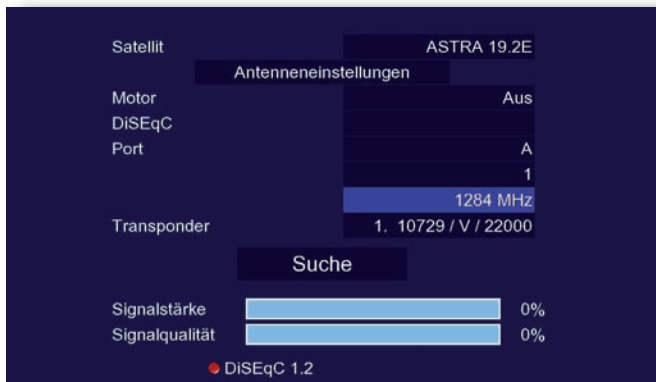 Satellit ASTRA 19.2E
Antenneneinstellungen
Motor Aus
DiSEqC
Port A
1
1284 MHz
Transponder 1. 10729 / V / 22000
Suche
Signalstärke 0%
Signalqualität 0%
DiSEqC 1.2